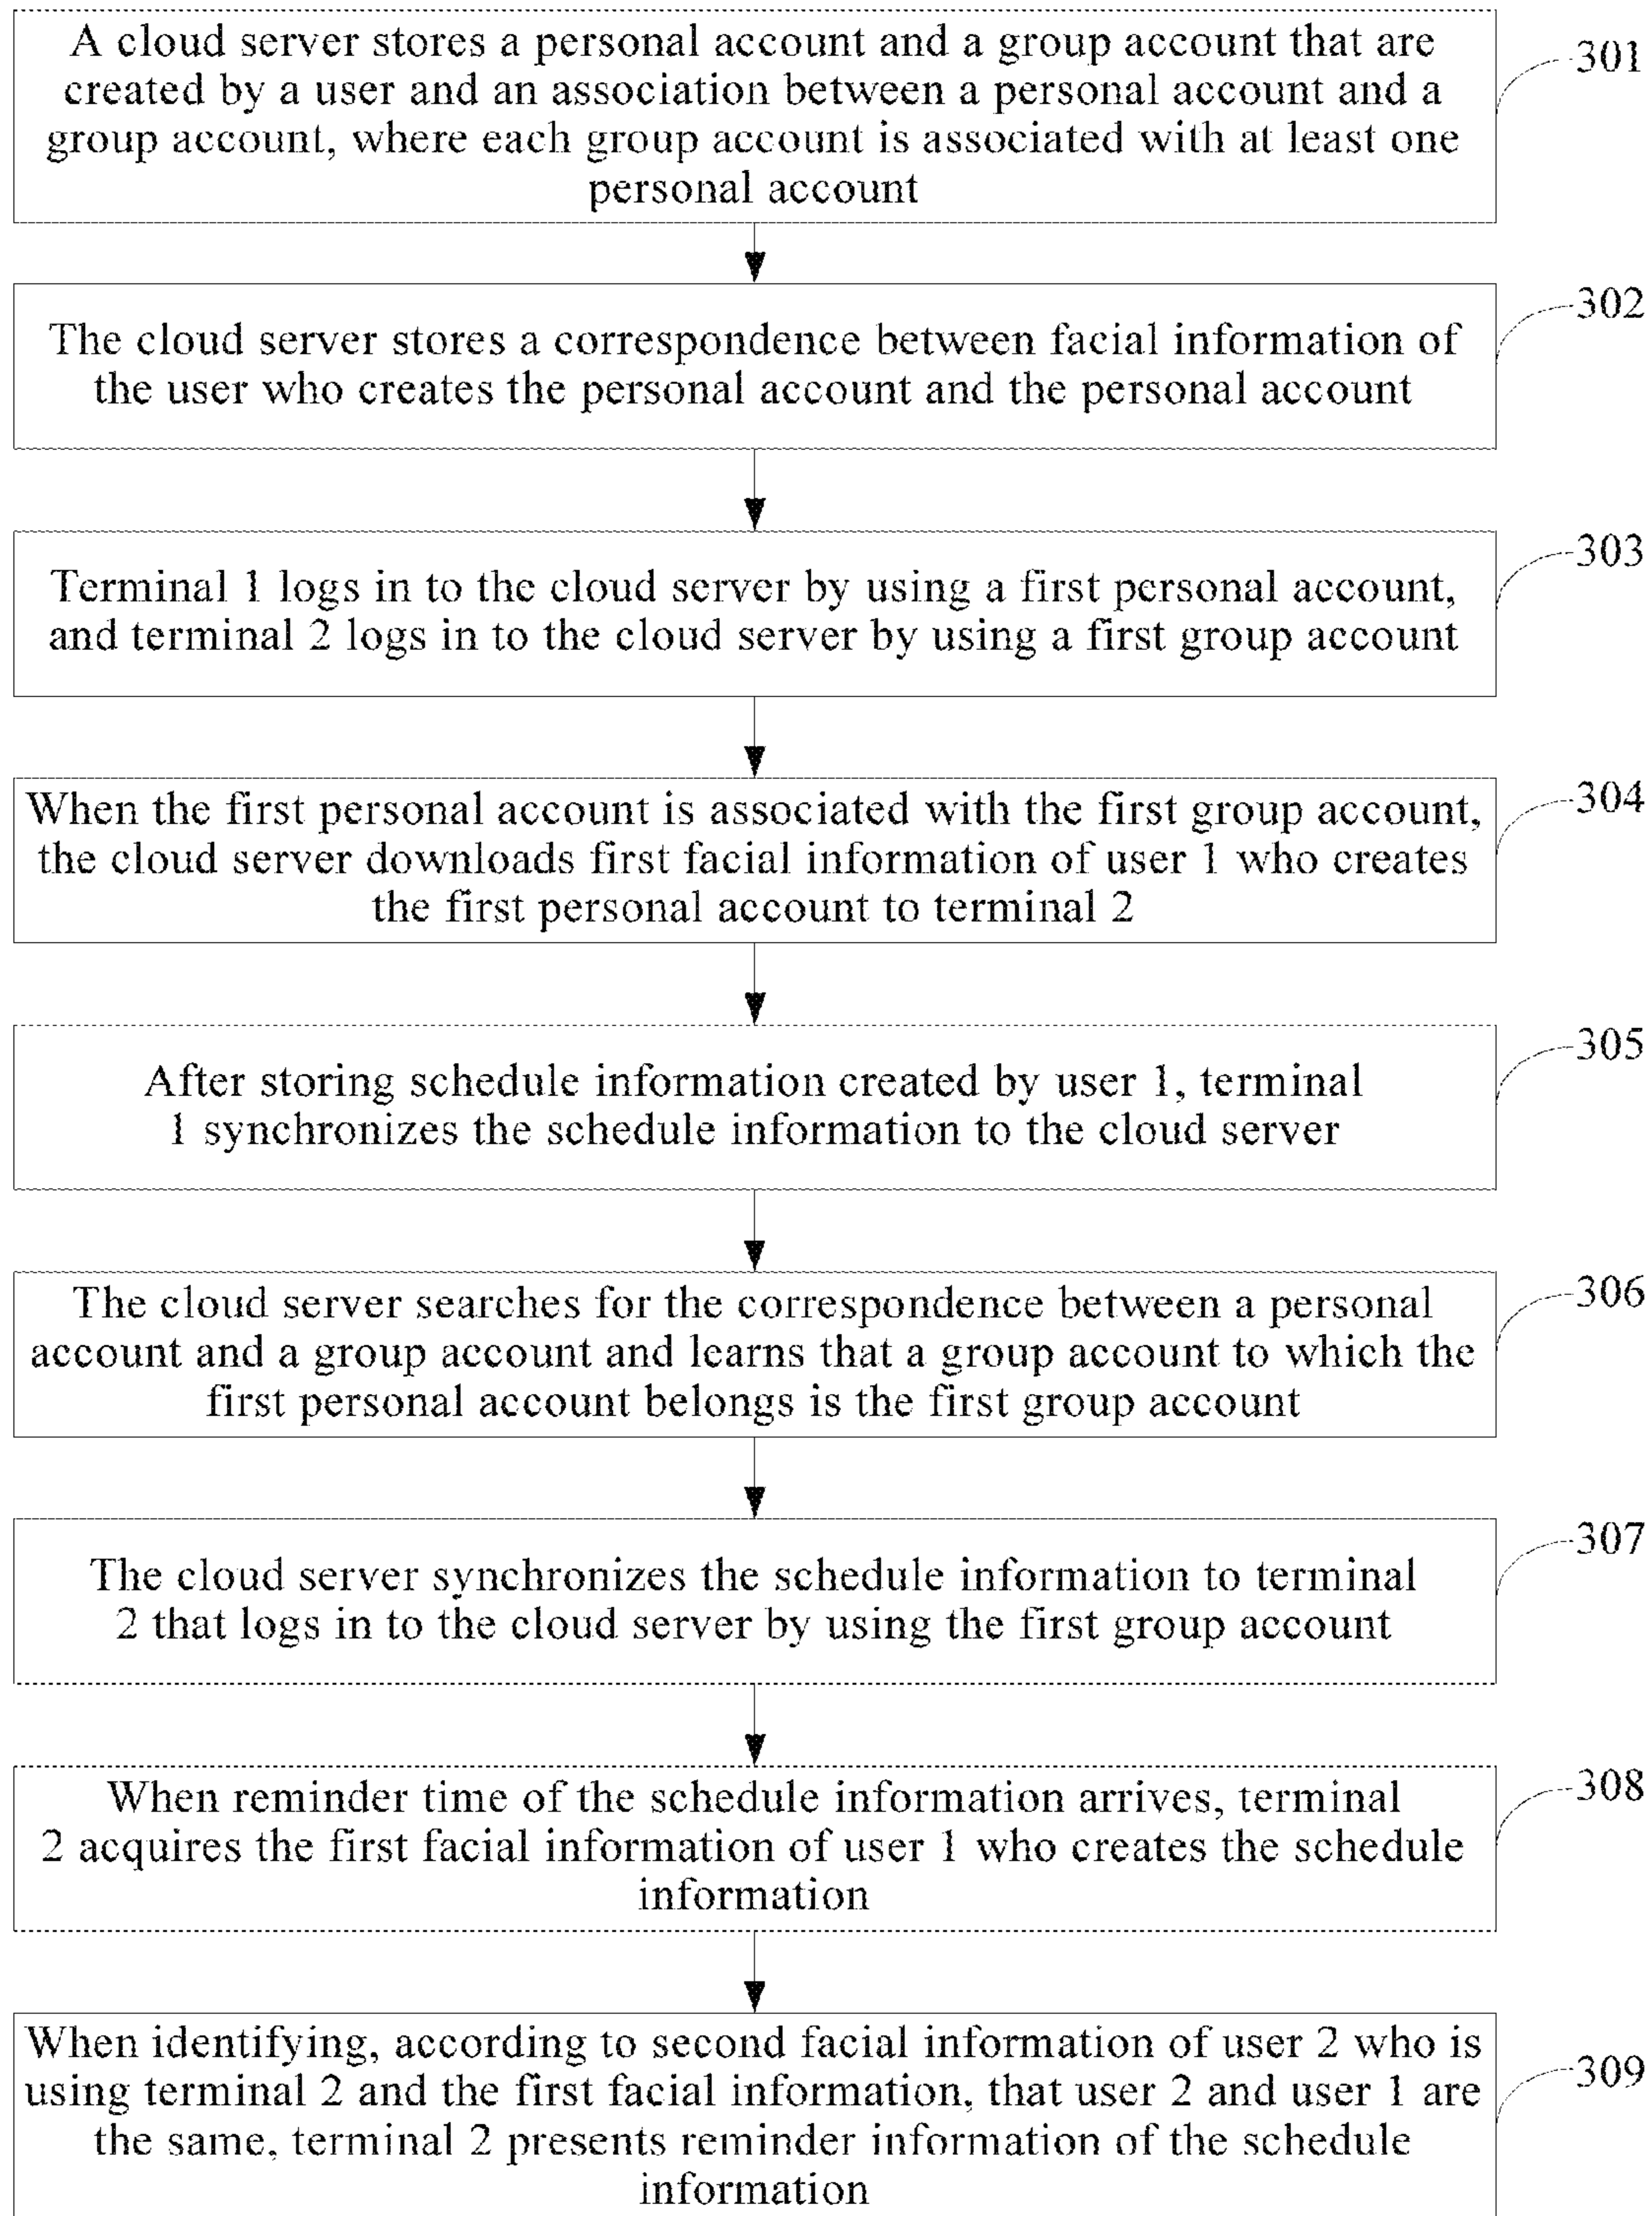 A cloud server stores a personal account and a group account that are
created by a user and an association between a personal account and a
group account, where each group account is associated with at least one
personal account
301
The cloud server stores a correspondence between facial information of
the user who creates the personal account and the personal account
302
Terminal 1 logs in to the cloud server by using a first personal account,
and terminal 2 logs in to the cloud server by using a first group account
303
When the first personal account is associated with the first group account,
the cloud server downloads first facial information of user 1 who creates
the first personal account to terminal 2
304
After storing schedule information created by user 1, terminal
1 synchronizes the schedule information to the cloud server
305
The cloud server searches for the correspondence between a personal
account and a group account and learns that a group account to which the
first personal account belongs is the first group account
306
The cloud server synchronizes the schedule information to terminal
2 that logs in to the cloud server by using the first group account
307
When reminder time of the schedule information arrives, terminal
2 acquires the first facial information of user 1 who creates the schedule
information
308
When identifying, according to second facial information of user 2 who is
using terminal 2 and the first facial information, that user 2 and user 1 are
the same, terminal 2 presents reminder information of the schedule
information
309